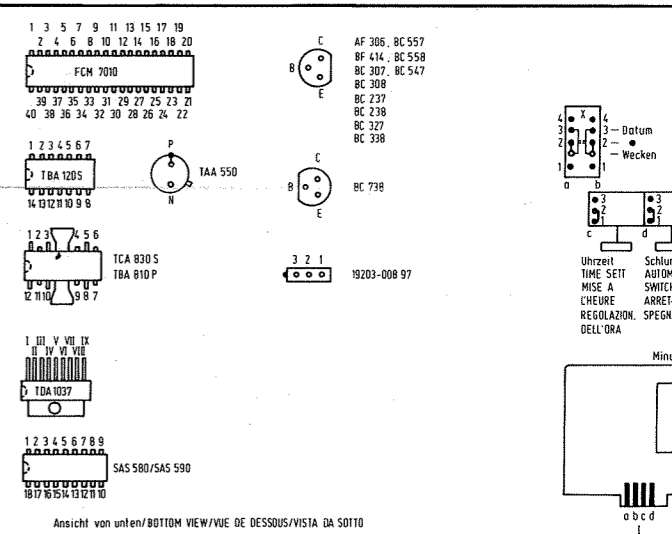 1 3 5 7 9 11 13 15 17 19
2 4 6 8 10 12 14 16 18 20
FCM 7010
39 37 35 33 31 29 27 25 23 21
40 38 36 34 32 30 28 26 24 22
C
B
E
AF 306, BC 557
BF 414, BC 558
BC 307, BC 547
BC 308
BC 237
BC 238
BC 327
BC 338
1 2 3 4 5 6 7
TBA 120S
14 13 12 11 10 9 8
P
N
TAA 550
C
B
E
BC 738
1 2 3 4 5 6
12 11 10 9 8 7
TCA 830 S
TBA 810 P
3 2 1
19203-008 97
I III V VII IX
II IV VI VIII
TDA 1037
1 2 3 4 5 6 7 8 9
SAS 580/SAS 590
18 17 16 15 14 13 12 11 10
Ansicht von unten/BOTTOM VIEW/VUE DE DESSOUS/VISTA DA SOTTO
X
4 4
3 3 – Datum
2 2 –
– Wecken
1 1
a b
3 3
2 2
1 1
c d
Uhrzeit
TIME SETT
MISE A
L'HEURE
REGOLAZION.
DELL'ORA
Schlum
AUTOM
SWITCH
ARRET-
SPEGN
Minu
a b c d
I